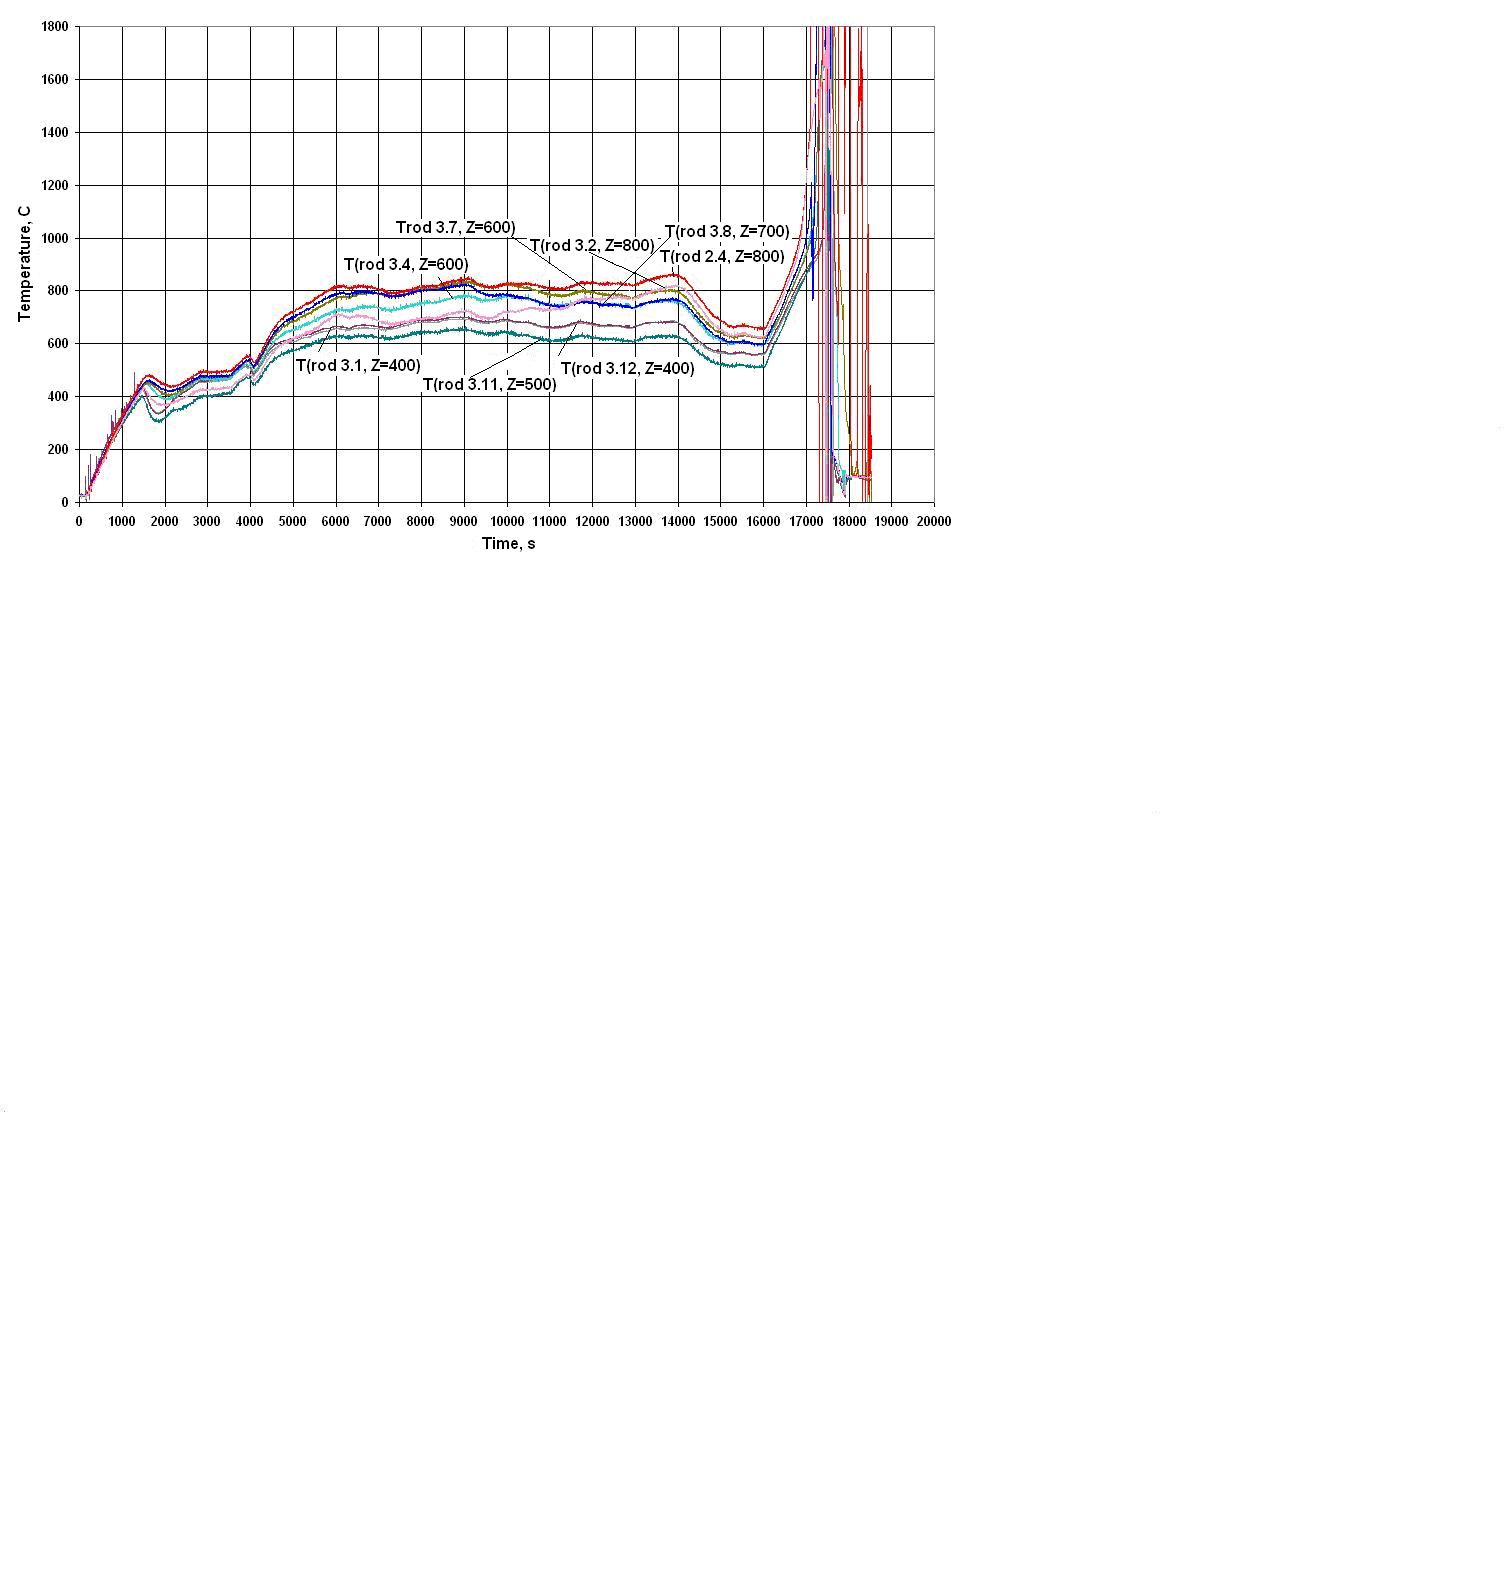 1800
1600
1400
1200
1000
800
600
400
200
0
Temperature, C
Trod 3.7, Z=600)
T(rod 3.8, Z=700)
T(rod 3.2, Z=800)
T(rod 2.4, Z=800)
T(rod 3.4, Z=600)
T(rod 3.1, Z=400)
T(rod 3.12, Z=400)
T(rod 3.11, Z=500)
0 1000 2000 3000 4000 5000 6000 7000 8000 9000 10000 11000 12000 13000 14000 15000 16000 17000 18000 19000 20000
Time, s